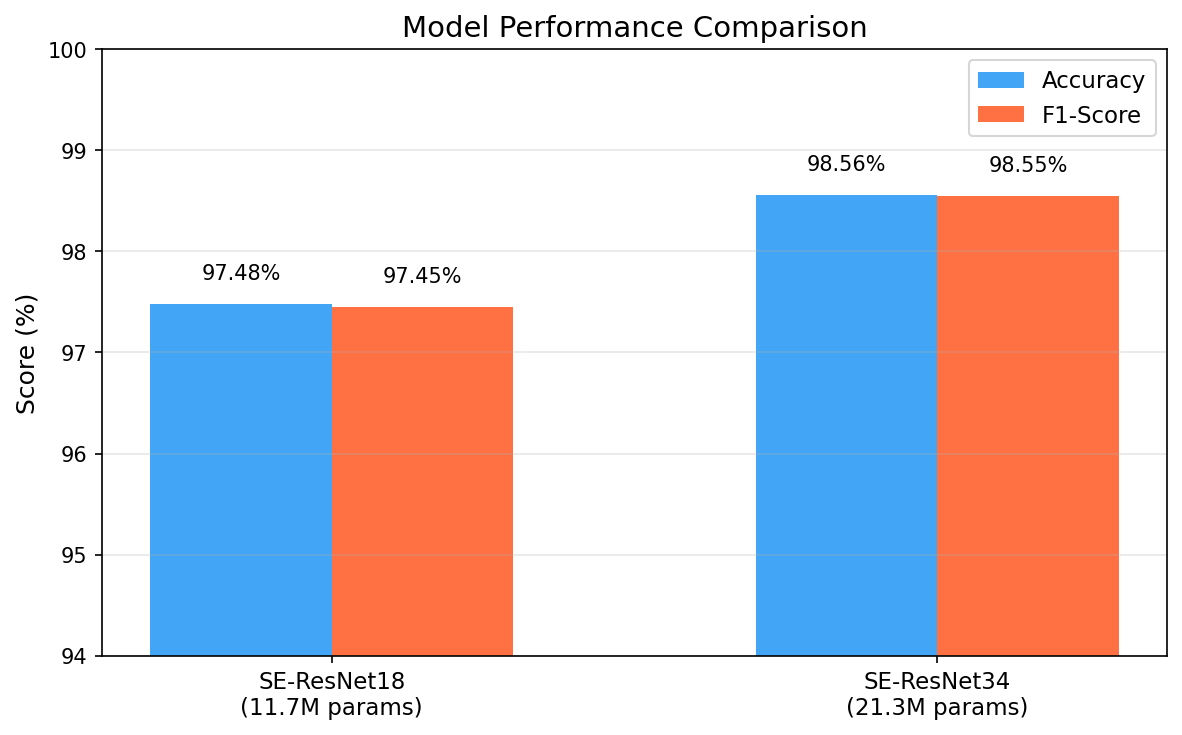 Model Performance Comparison
Accuracy
F1-Score
Score (%)
100
99
98
97
96
95
94
97.48%
97.45%
98.56%
98.55%
SE-ResNet18
(11.7M params)
SE-ResNet34
(21.3M params)